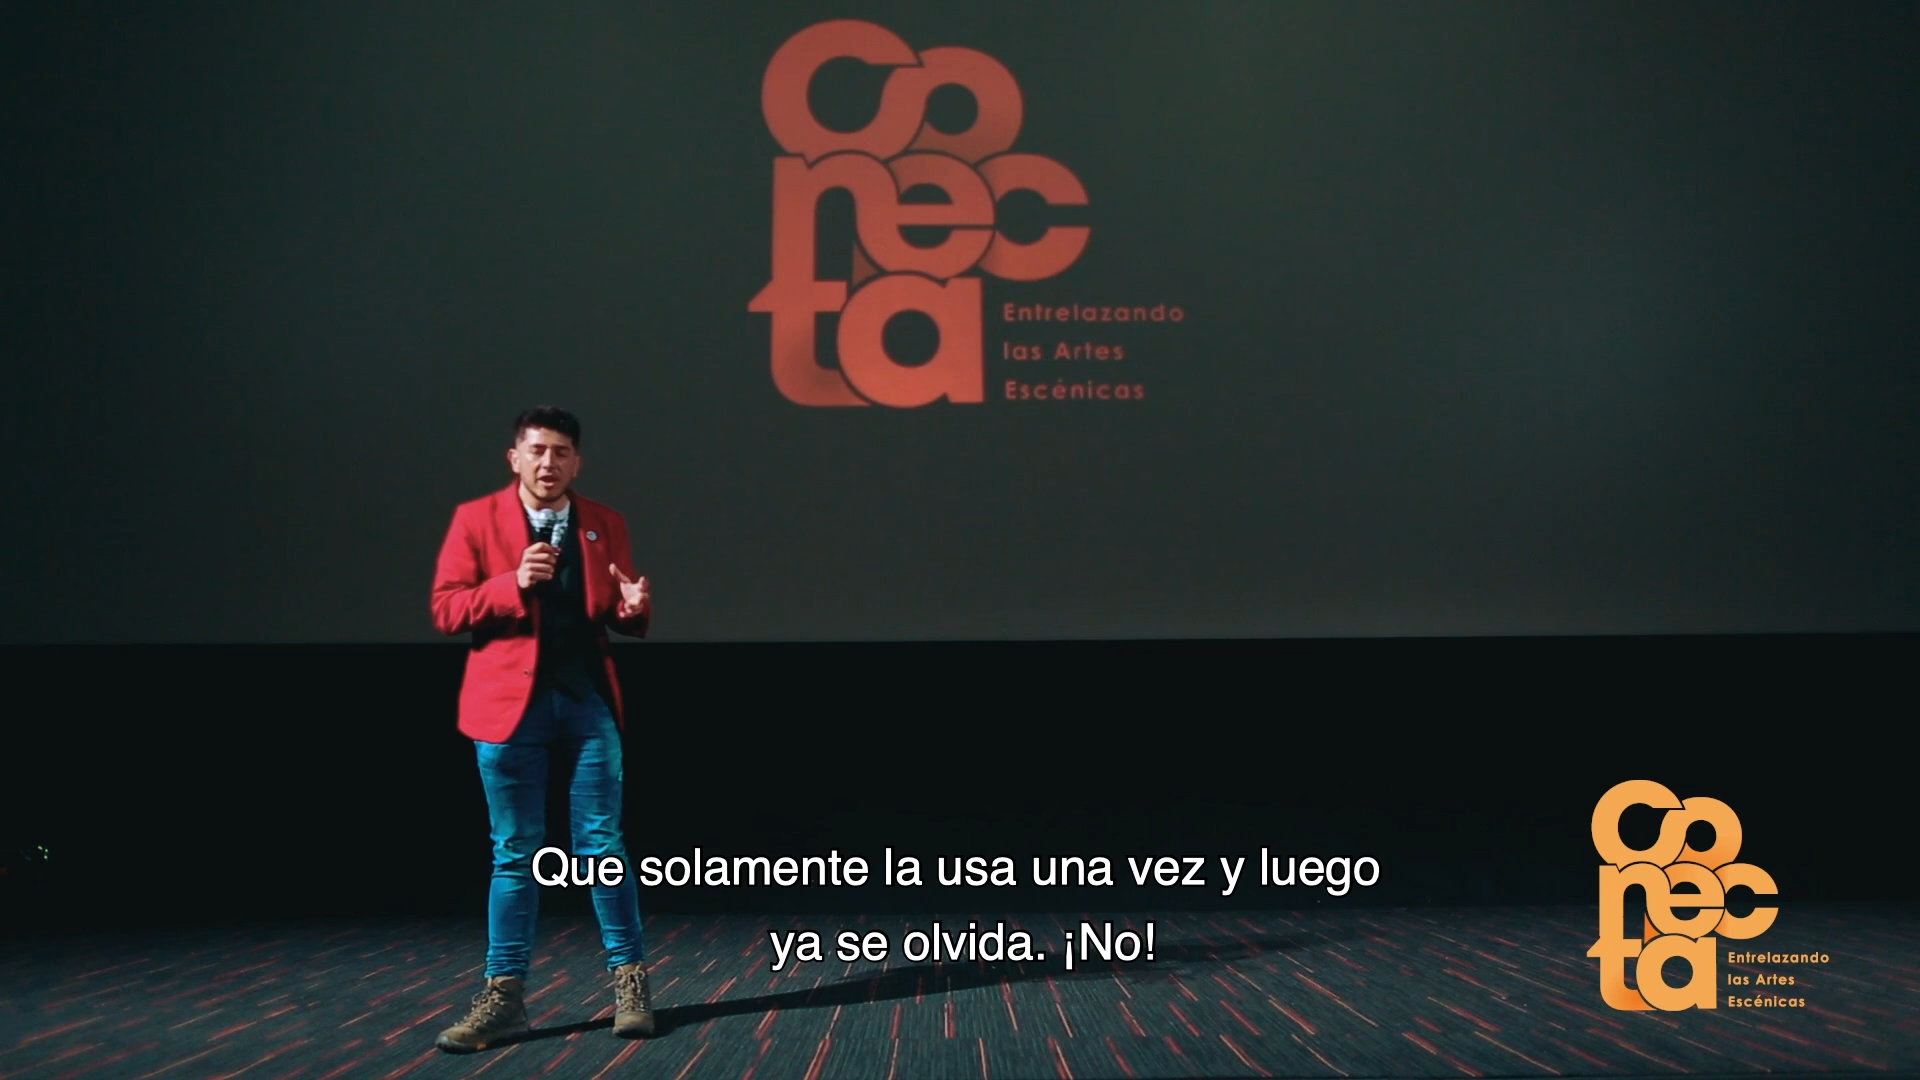 Co
nec
ta
Entrelazando
las Artes
Escénicas
Que solamente la usa una vez y luego
ya se olvida. ¡No!
Co
nec
ta
Entrelazando
las Artes
Escénicas